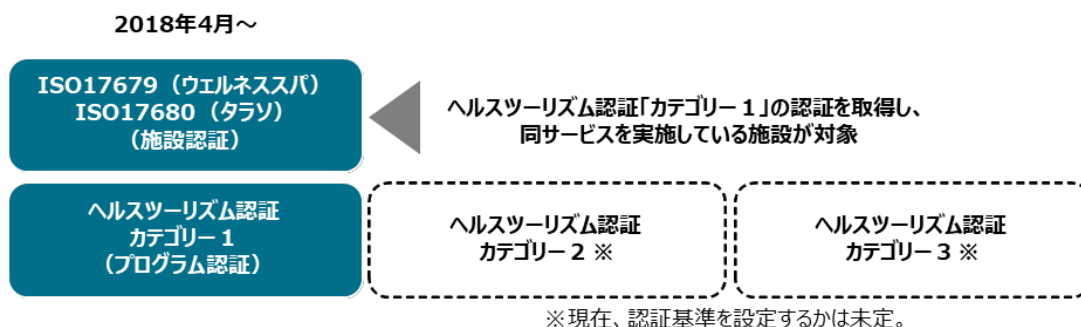 2018年4月～
ISO17679（ウェルネススパ）
ISO17680（タラソ）
（施設認証）
ヘルスツーリズム認証「カテゴリー１」の認証を取得し、
同サービスを実施している施設が対象
ヘルスツーリズム認証
カテゴリー１
（プログラム認証）
ヘルスツーリズム認証
カテゴリー２ ※
ヘルスツーリズム認証
カテゴリー３ ※
※現在、認証基準を設定するかは未定。